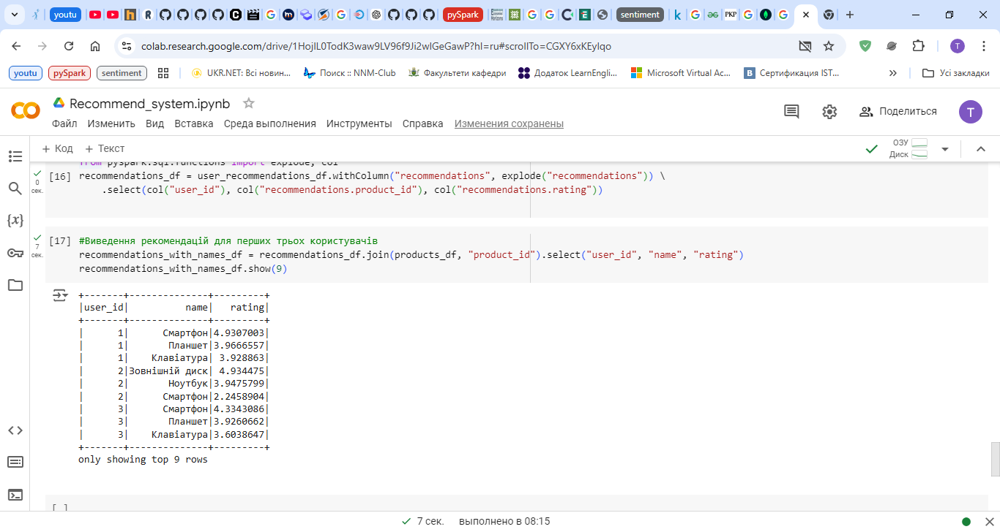 youtu
pySpark
sentiment
colab.research.google.com/drive/1HojlL0TodK3waw9LV96f9Ji2wIGeGawP?hl=ru#scrollTo=CGXY6xKEyIqo
T
youtu
pySpark
sentiment
UKR.NET: Всі новин...
Поиск :: NNM-Club
Факультети кафедри
Додаток LearnEngli...
Microsoft Virtual Ac...
Сертификация IST...
Усі закладки
Recommend_system.ipynb
Файл Изменить Вид Вставка Среда выполнения Инструменты Справка Изменения сохранены
Поделиться
T
+ Код + Текст
ОЗУ
Диск
from pyspark.sql.functions import explode, col
[16] recommendations_df = user_recommendations_df.withColumn("recommendations", explode("recommendations")) \
.select(col("user_id"), col("recommendations.product_id"), col("recommendations.rating"))
0
сек.
[17] #Виведення рекомендацій для перших трьох користувачів
recommendations_with_names_df = recommendations_df.join(products_df, "product_id").select("user_id", "name", "rating")
recommendations_with_names_df.show(9)
7
сек.
+-------+--------------+---------+
|user_id|          name|   rating|
+-------+--------------+---------+
|      1|      Смартфон|4.9307003|
|      1|       Планшет|3.9666557|
|      1|    Клавіатура| 3.928863|
|      2|Зовнішній диск| 4.934475|
|      2|       Ноутбук|3.9475799|
|      2|      Смартфон|2.2458904|
|      3|      Смартфон|4.3343086|
|      3|       Планшет|3.9260662|
|      3|    Клавіатура|3.6038647|
+-------+--------------+---------+
only showing top 9 rows
[ ]
7 сек. выполнено в 08:15